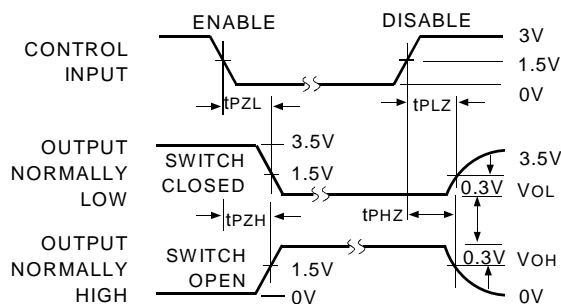 ENABLE
DISABLE
CONTROL
INPUT
3V
1.5V
0V
tPZL
tPLZ
OUTPUT
NORMALLY
LOW
SWITCH
CLOSED
3.5V
1.5V
3.5V
0.3V
VOL
tPZH
tPHZ
OUTPUT
NORMALLY
HIGH
SWITCH
OPEN
1.5V
0V
0.3V
VOH
0V